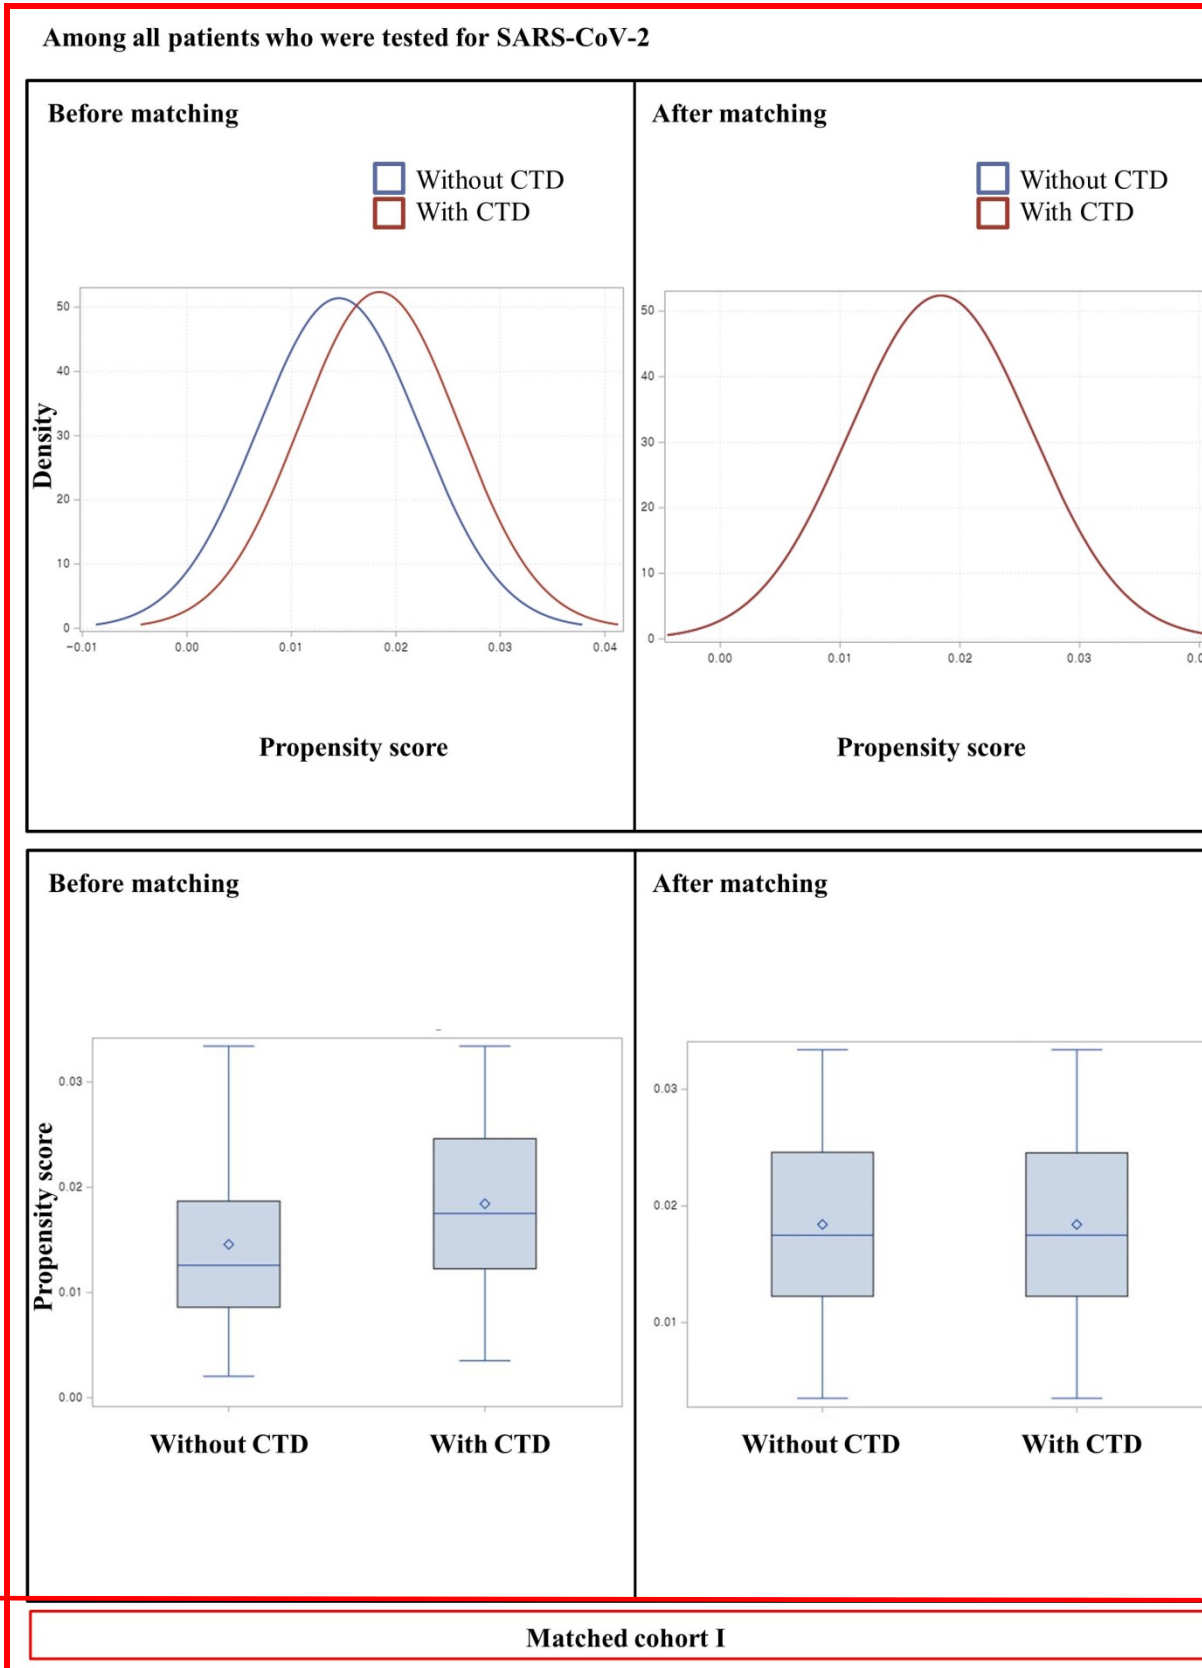 Among all patients who were tested for SARS-CoV-2
Before matching
Without CTD
With CTD
50
40
30
20
10
0
Density
−0.01 0.00 0.01 0.02 0.03 0.04
Propensity score
After matching
Without CTD
With CTD
50
40
30
20
10
0
0.00 0.01 0.02 0.03
Propensity score
Before matching
0.03
0.02
0.01
0.00
Propensity score
Without CTD With CTD
After matching
0.03
0.02
0.01
Without CTD With CTD
Matched cohort I